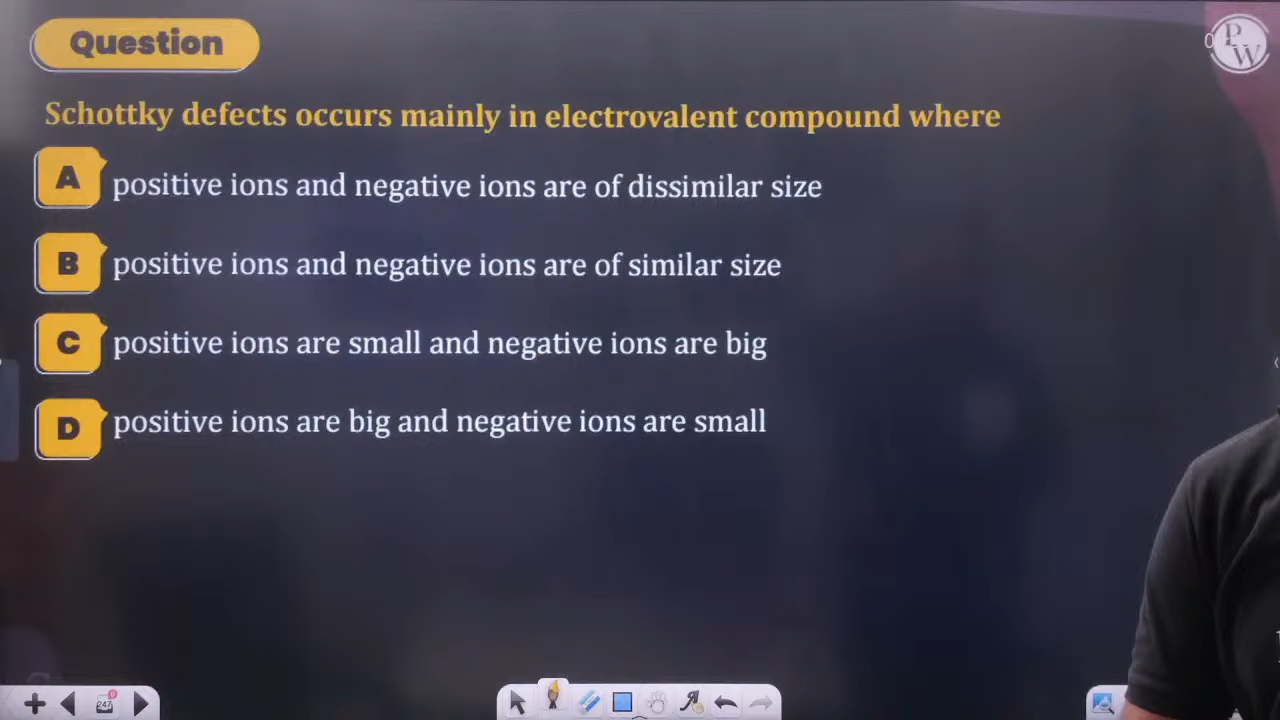 Question
PW
Schottky defects occurs mainly in electrovalent compound where
A positive ions and negative ions are of dissimilar size
B positive ions and negative ions are of similar size
C positive ions are small and negative ions are big
D positive ions are big and negative ions are small
247